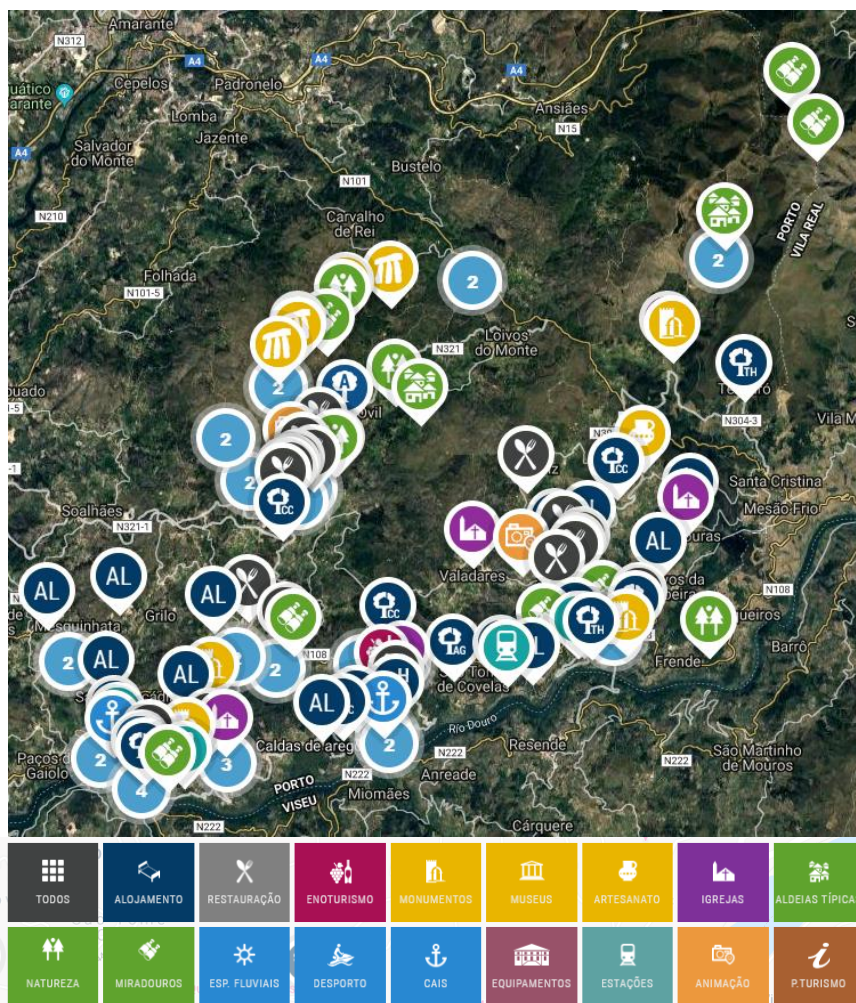 Amarante
N312
A4
A4
Cepelos
Padronelo
A4
Lomba
Ansiães
Jazente
N15
Salvador
do Monte
A4
Bustelo
N101
N210
Carvalho
de Rei
PORTO
VILA REAL
2
Folhada
2
N101-5
Loivos
do Monte
N321
TH
2
A
N304-3
2
CC
2
Santa Cristina
CC
Soalhães
Mesão Frio
N321-1
AL
Valadares
AL
AL
AL
N108
Grilo
CC
Mesquinhata
TH
AG
Barrô
2
AL
N108
2
Frende
AL
de Covelas
AL
Rio Douro
Caldas de
2
Resende
2
3
N222
São Martinho
de Mouros
Paços de
Gaiolo
N222
N222
Anreade
4
PORTO
VISEU
Miomães
N222
Cárquere
TODOS
ALOJAMENTO
RESTAURAÇÃO
ENOTURISMO
MONUMENTOS
MUSEUS
ARTESANATO
IGREJAS
ALDEIAS TÍPICA
NATUREZA
MIRADOUROS
ESP. FLUVIAIS
DESPORTO
CAIS
EQUIPAMENTOS
ESTAÇÕES
ANIMAÇÃO
P.TURISMO